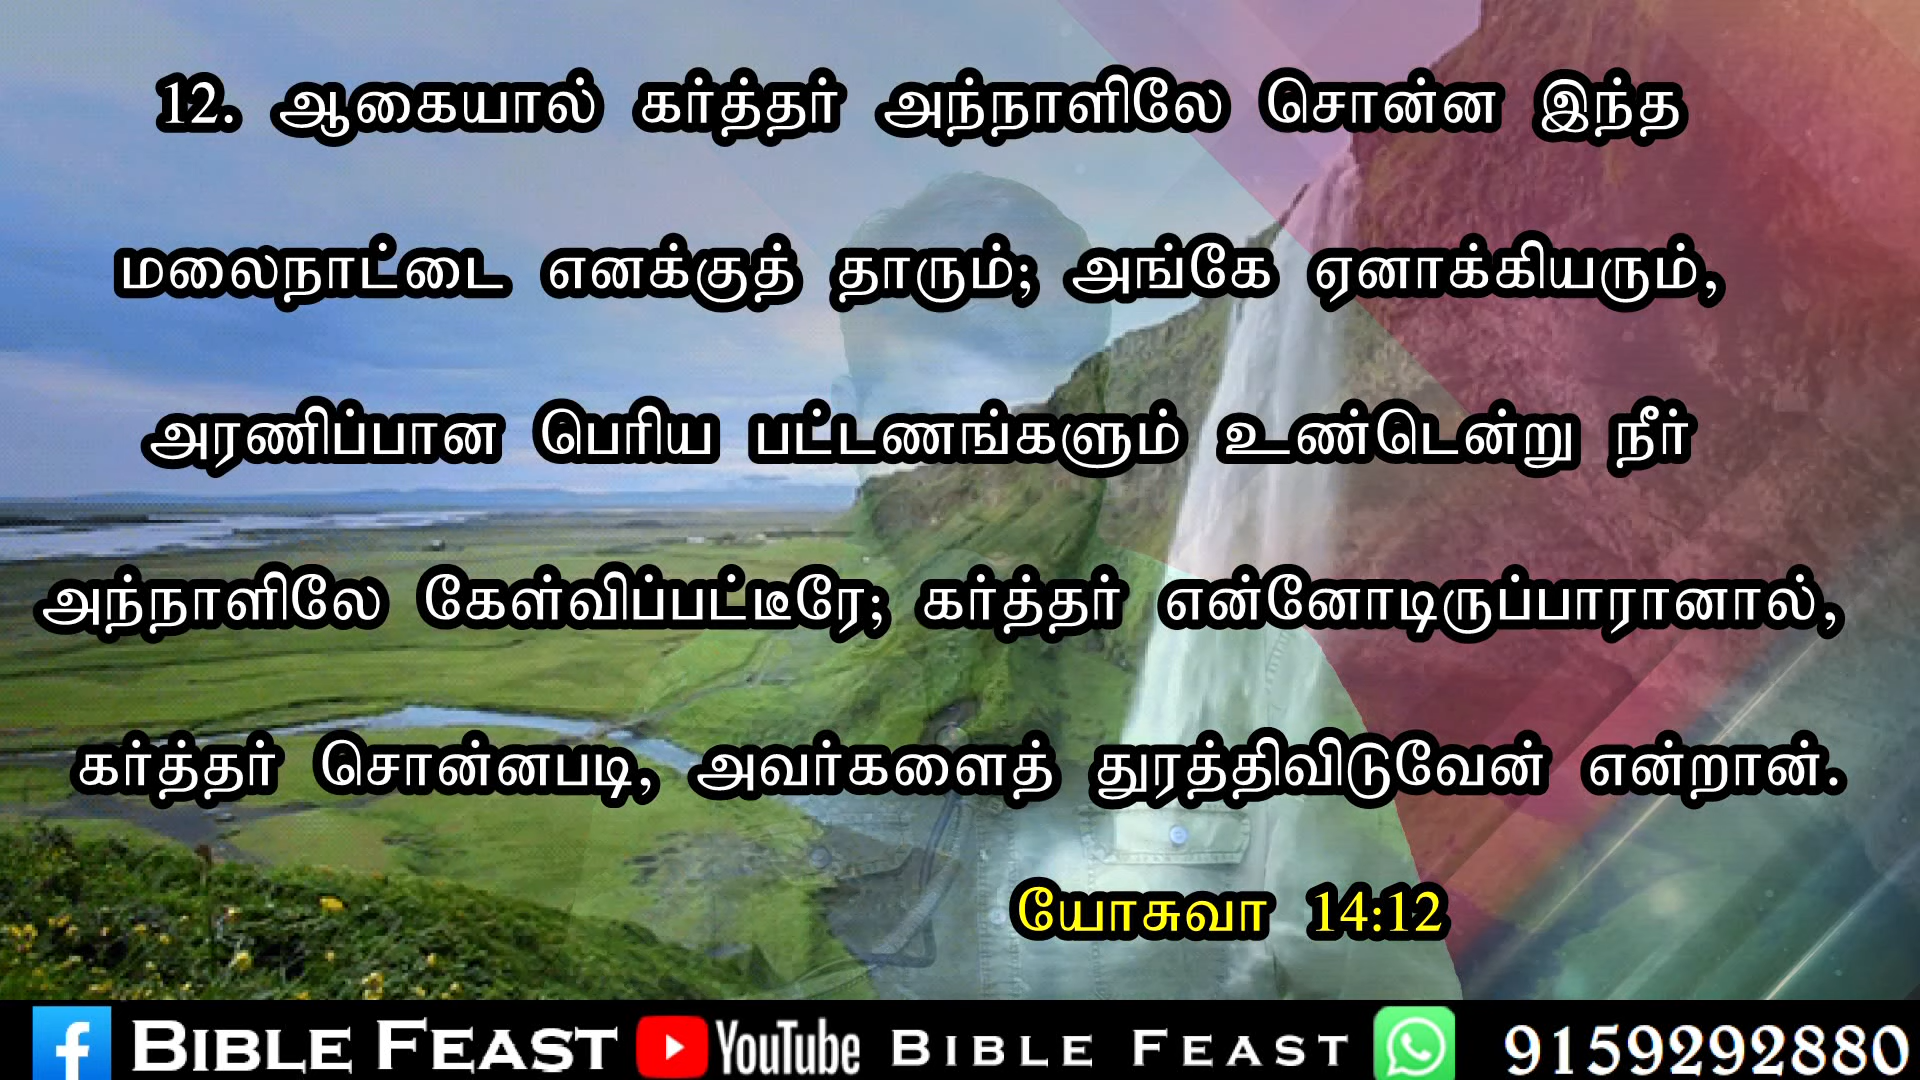 12. ஆகையால் கர்த்தர் அந்நாளிலே சொன்ன இந்த
மலைநாட்டை எனக்குத் தாரும்; அங்கே ஏனாக்கியரும்,
அரணிப்பான பெரிய பட்டணங்களும் உண்டென்று நீர்
அந்நாளிலே கேள்விப்பட்டீரே; கர்த்தர் என்னோடிருப்பாரானால்,
கர்த்தர் சொன்னபடி, அவர்களைத் துரத்திவிடுவேன் என்றான்.
யோசுவா 14:12
f BIBLE FEAST YouTube BIBLE FEAST 9159292880